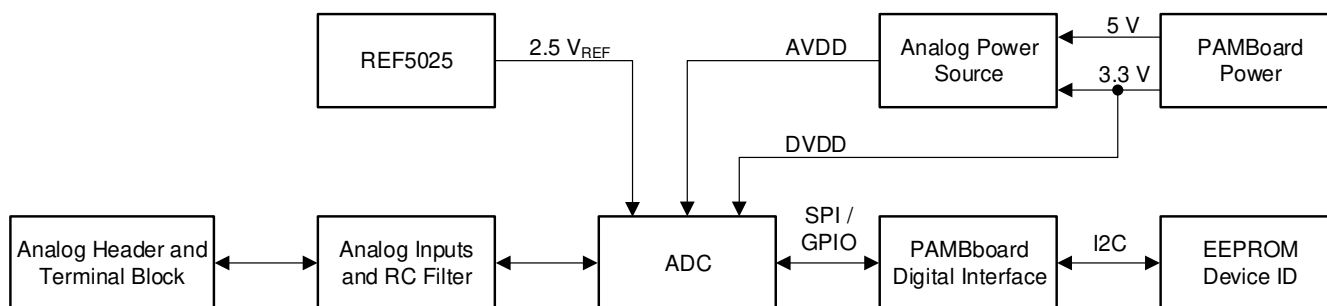 REF5025
2.5 VREF
AVDD
Analog Power
Source
5 V
3.3 V
PAMBoard
Power
DVDD
Analog Header and
Terminal Block
Analog Inputs
and RC Filter
ADC
SPI /
GPIO
PAMBboard
Digital Interface
I2C
EEPROM
Device ID